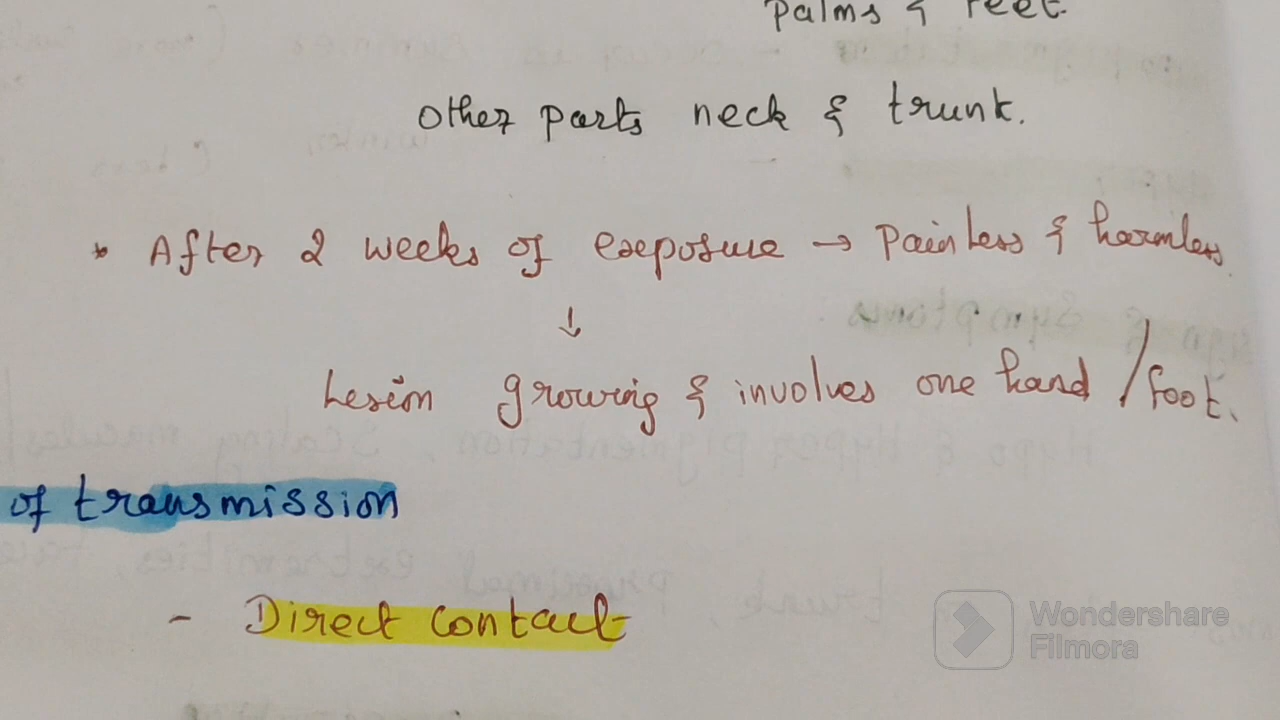 palms & feet.
Other parts neck & trunk.
* After 2 weeks of exeposure → Painless & harmless
↓
Lesion growing & involves one hand / foot.
of transmission
- Direct contact
Wondershare
Filmora